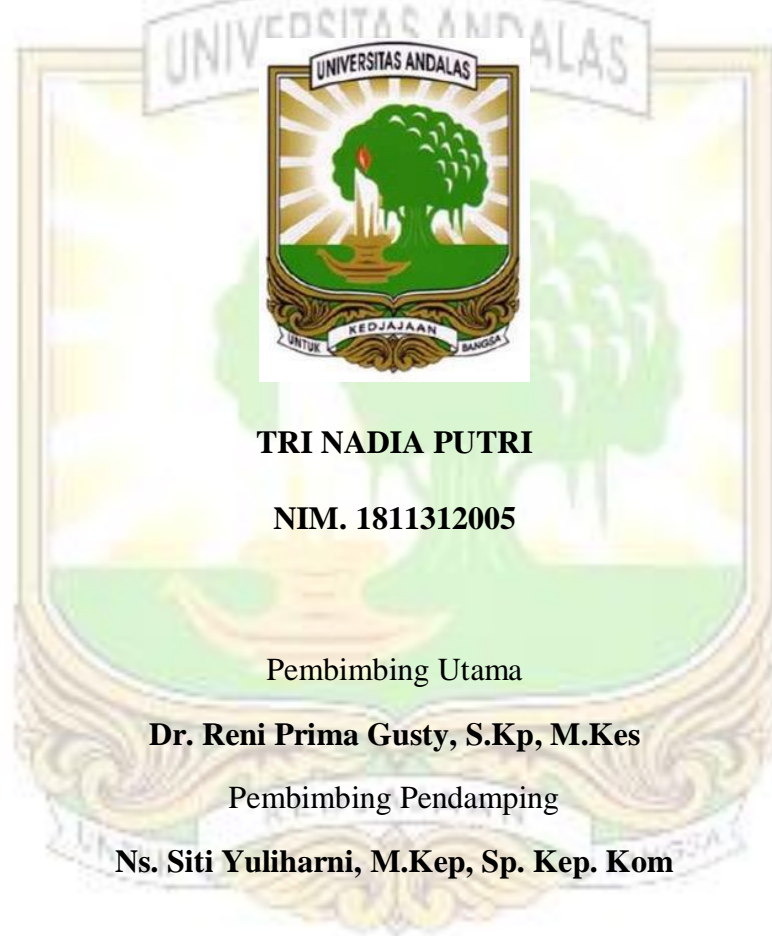 UNIVERSITAS ANDALAS
UNIVERSITAS ANDALAS
UNTUK KEDJAJAAN BANGSA
TRI NADIA PUTRI
NIM. 1811312005
Pembimbing Utama
Dr. Reni Prima Gusty, S.Kp, M.Kes
Pembimbing Pendamping
Ns. Siti Yuliharni, M.Kep, Sp. Kep. Kom